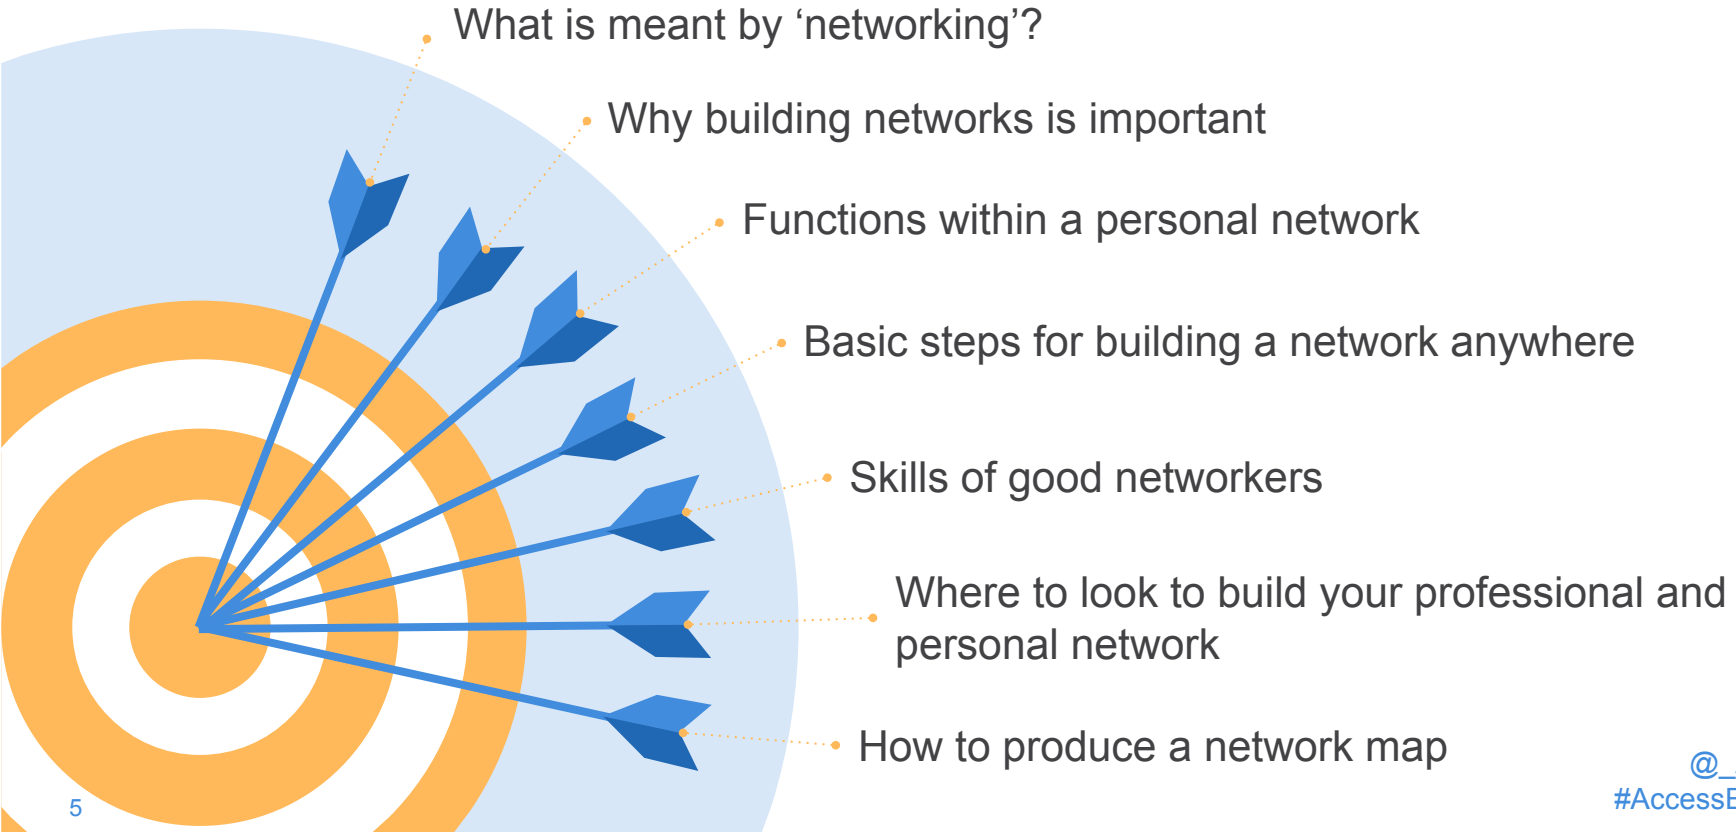 What is meant by ‘networking’?
Why building networks is important
Functions within a personal network
Basic steps for building a network anywhere
Skills of good networkers
Where to look to build your professional and
personal network
How to produce a network map
@_
5